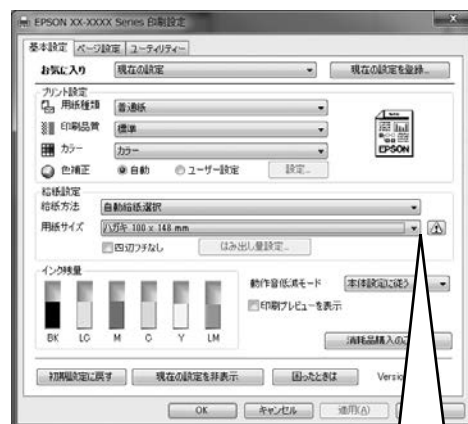 EPSON XX-XXXX Series 印刷設定
基本設定 ページ設定 ユーティリティー
お気に入り 現在の設定 現在の設定を登録...
プリント設定
用紙種類 普通紙
印刷品質 標準
カラー カラー
EPSON
色補正 自動 ユーザー設定 設定...
給紙設定
給紙方法 自動給紙選択
用紙サイズ ハガキ 100 x 148 mm
四辺フチなし はみ出し量設定...
インク残量
動作音低減モード 本体設定に従う
印刷プレビューを表示
BK LC M C Y LM
消耗品購入のご
初期設定に戻す 現在の設定を非表示 困ったときは Versio
OK キャンセル 適用(A)